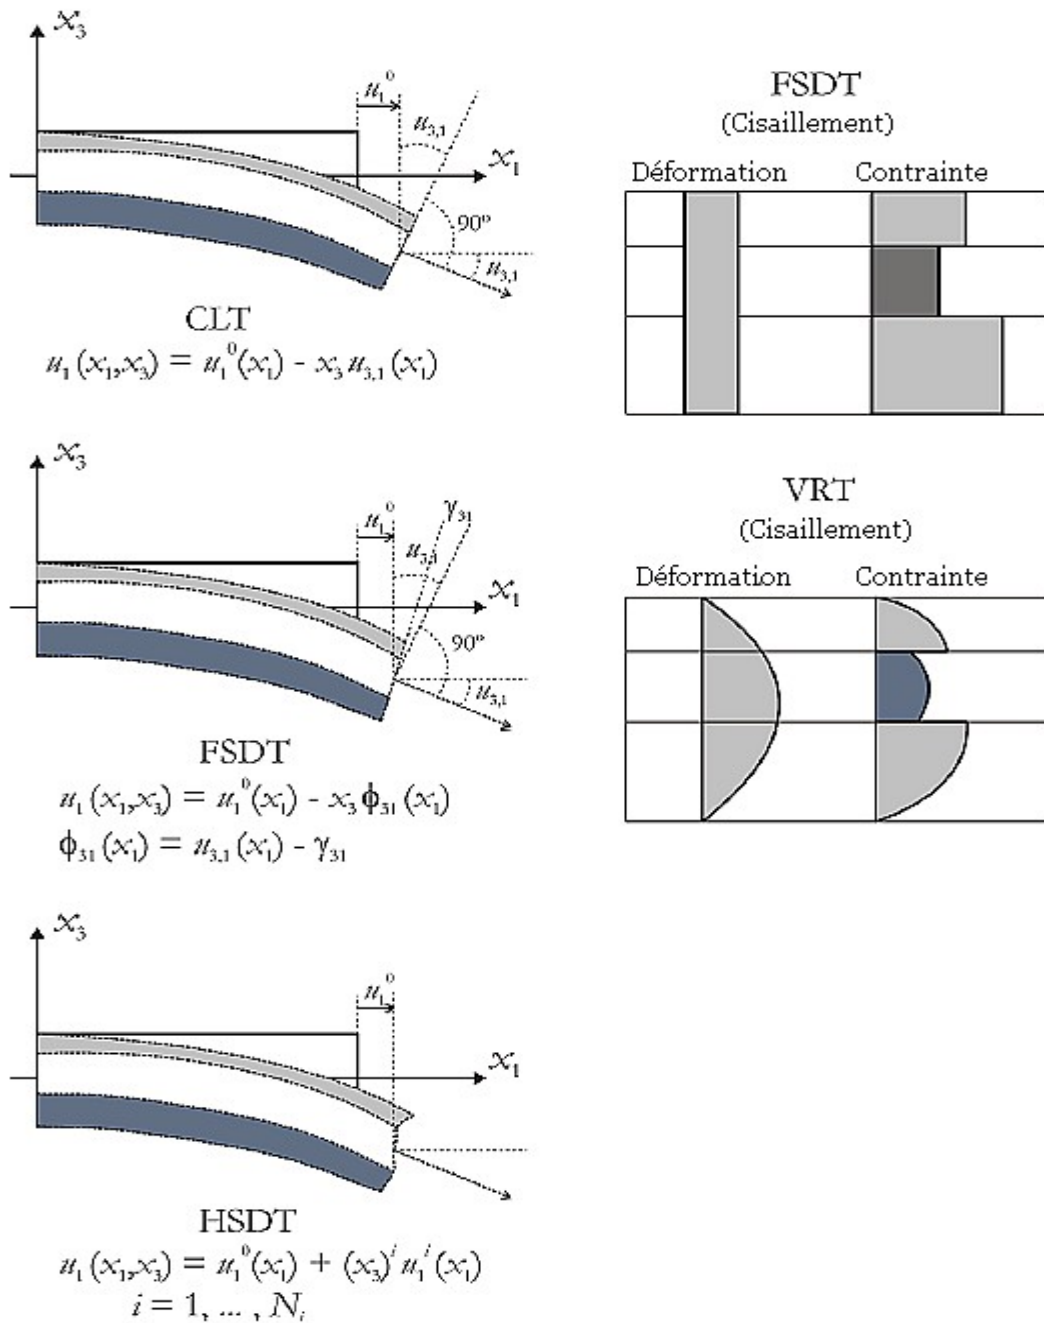 x₃
u₁⁰
u₃,₁
x₁
90°
u₃,₁
CLT
u₁(x₁,x₃) = u₁⁰(x₁) - x₃ u₃,₁(x₁)
x₃
u₁⁰
γ₃₁
u₃,₁
x₁
90°
u₃,₁
FSDT
u₁(x₁,x₃) = u₁⁰(x₁) - x₃ ϕ₃₁(x₁)
ϕ₃₁(x₁) = u₃,₁(x₁) - γ₃₁
x₃
u₁⁰
x₁
HSDT
u₁(x₁,x₃) = u₁⁰(x₁) + (x₃)ⁱ u₁ⁱ(x₁)
i = 1, ... , Nᵢ
FSDT
(Cisaillement)
Déformation Contrainte
VRT
(Cisaillement)
Déformation Contrainte